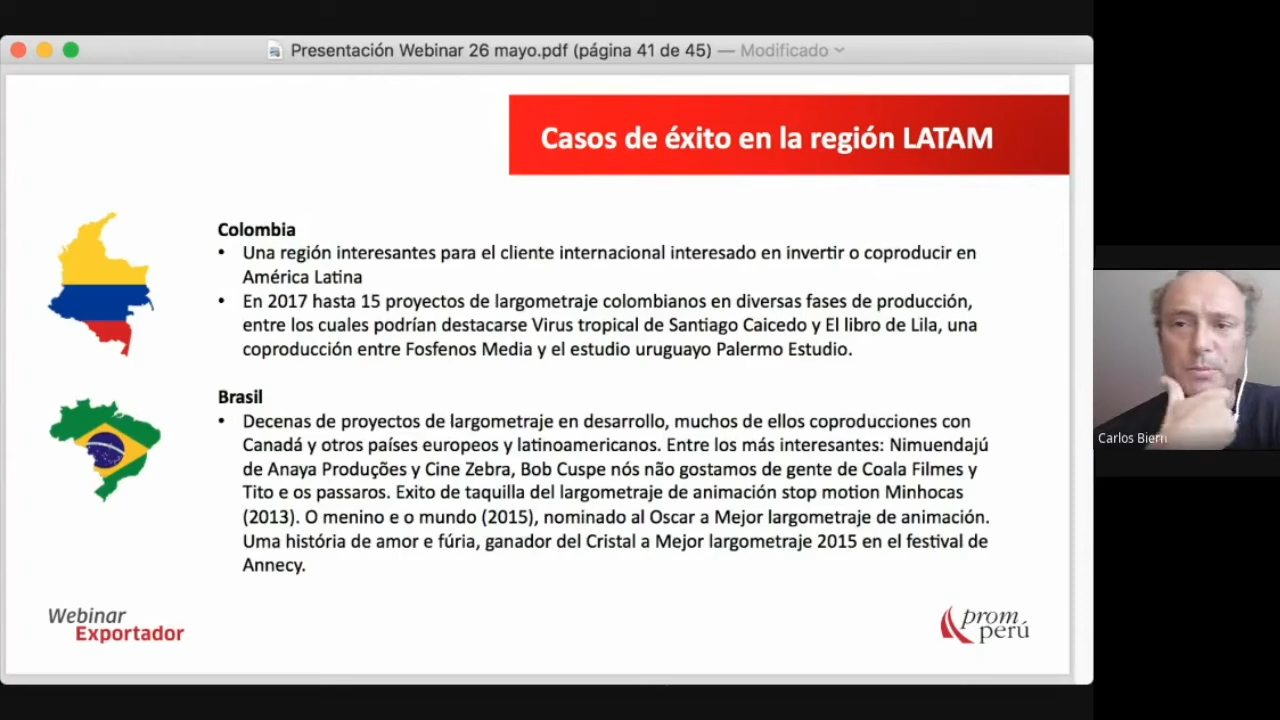 Presentación Webinar 26 mayo.pdf (página 41 de 45) — Modificado
Casos de éxito en la región LATAM
Colombia
• Una región interesantes para el cliente internacional interesado en invertir o coproducir en
América Latina
• En 2017 hasta 15 proyectos de largometraje colombianos en diversas fases de producción,
entre los cuales podrían destacarse Virus tropical de Santiago Caicedo y El libro de Lila, una
coproducción entre Fosfenos Media y el estudio uruguayo Palermo Estudio.
Brasil
• Decenas de proyectos de largometraje en desarrollo, muchos de ellos coproducciones con
Canadá y otros países europeos y latinoamericanos. Entre los más interesantes: Nimuendajú
de Anaya Produções y Cine Zebra, Bob Cuspe nós não gostamos de gente de Coala Filmes y
Tito e os passaros. Exito de taquilla del largometraje de animación stop motion Minhocas
(2013). O menino e o mundo (2015), nominado al Oscar a Mejor largometraje de animación.
Uma história de amor e fúria, ganador del Cristal a Mejor largometraje 2015 en el festival de
Annecy.
Webinar
Exportador
prom
perú
Carlos Biern